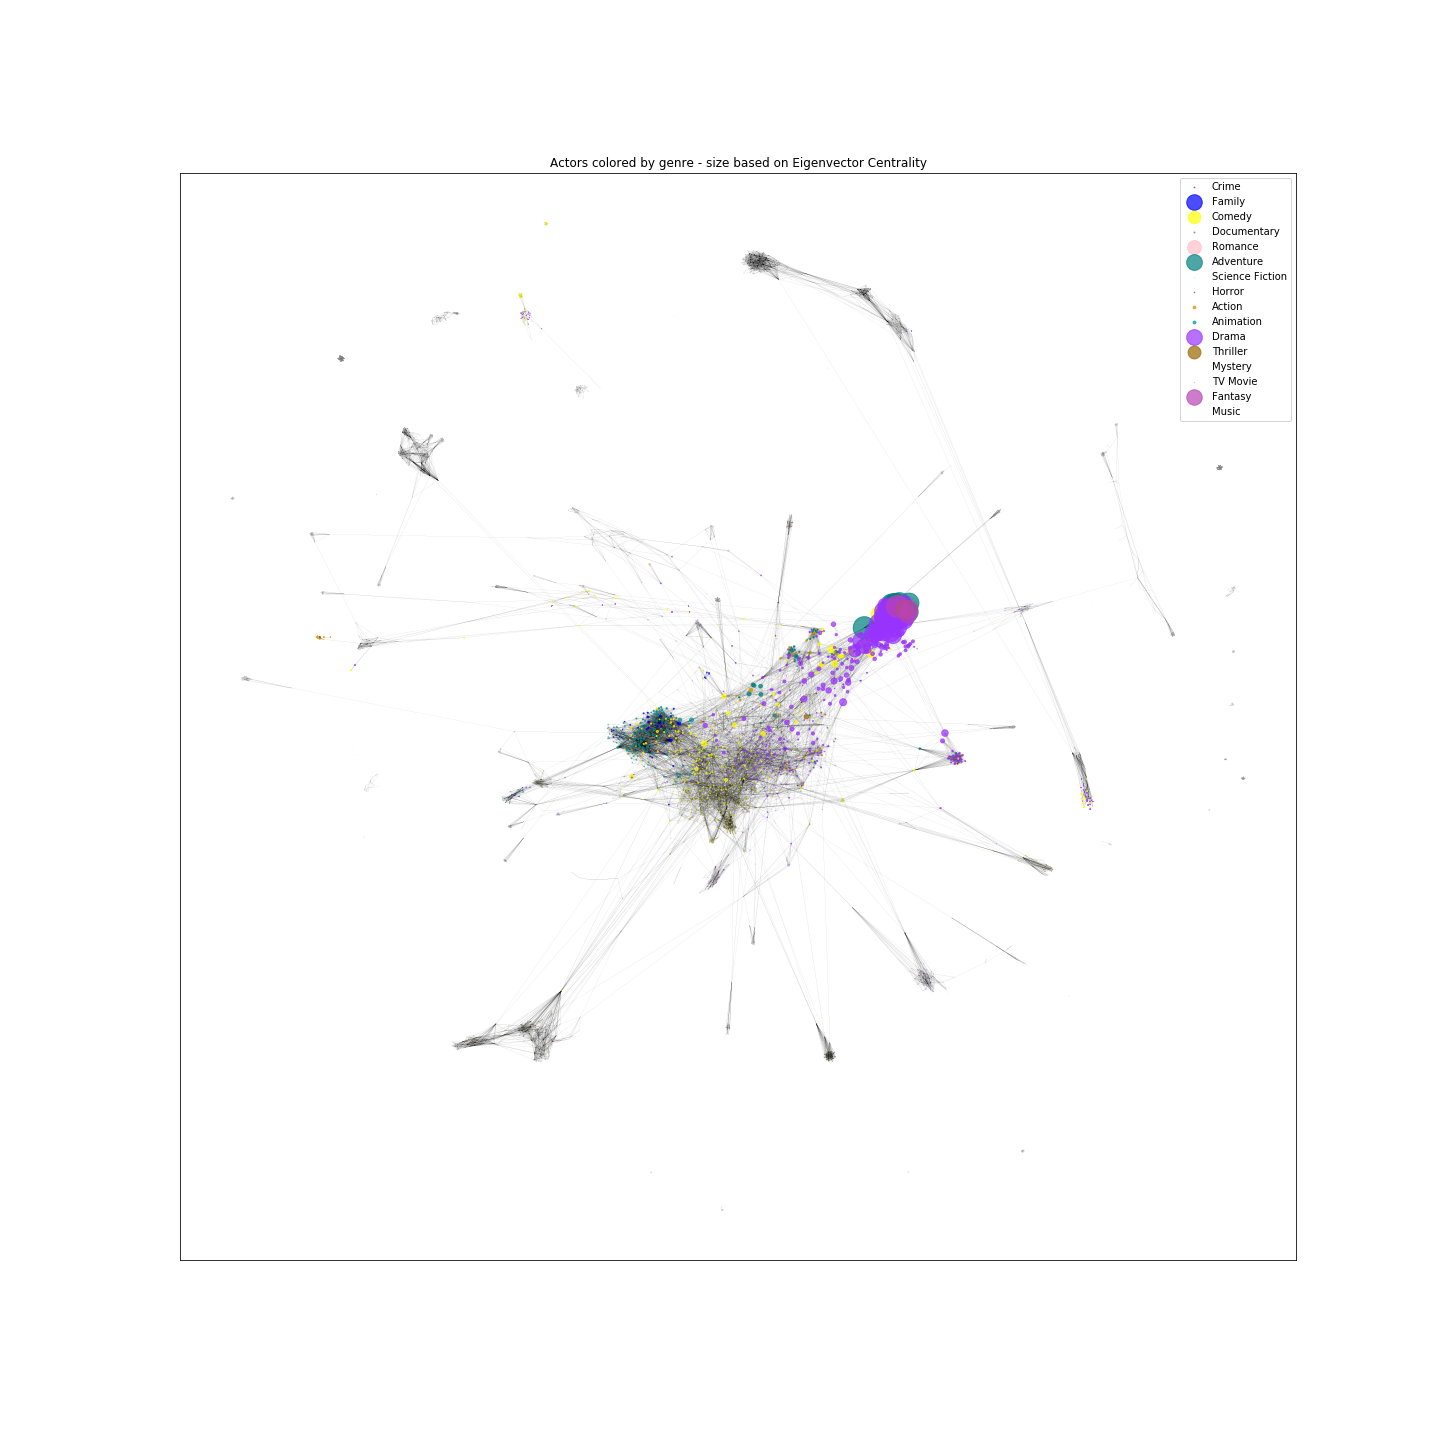 Actors colored by genre - size based on Eigenvector Centrality
Crime
Family
Comedy
Documentary
Romance
Adventure
Science Fiction
Horror
Action
Animation
Drama
Thriller
Mystery
TV Movie
Fantasy
Music